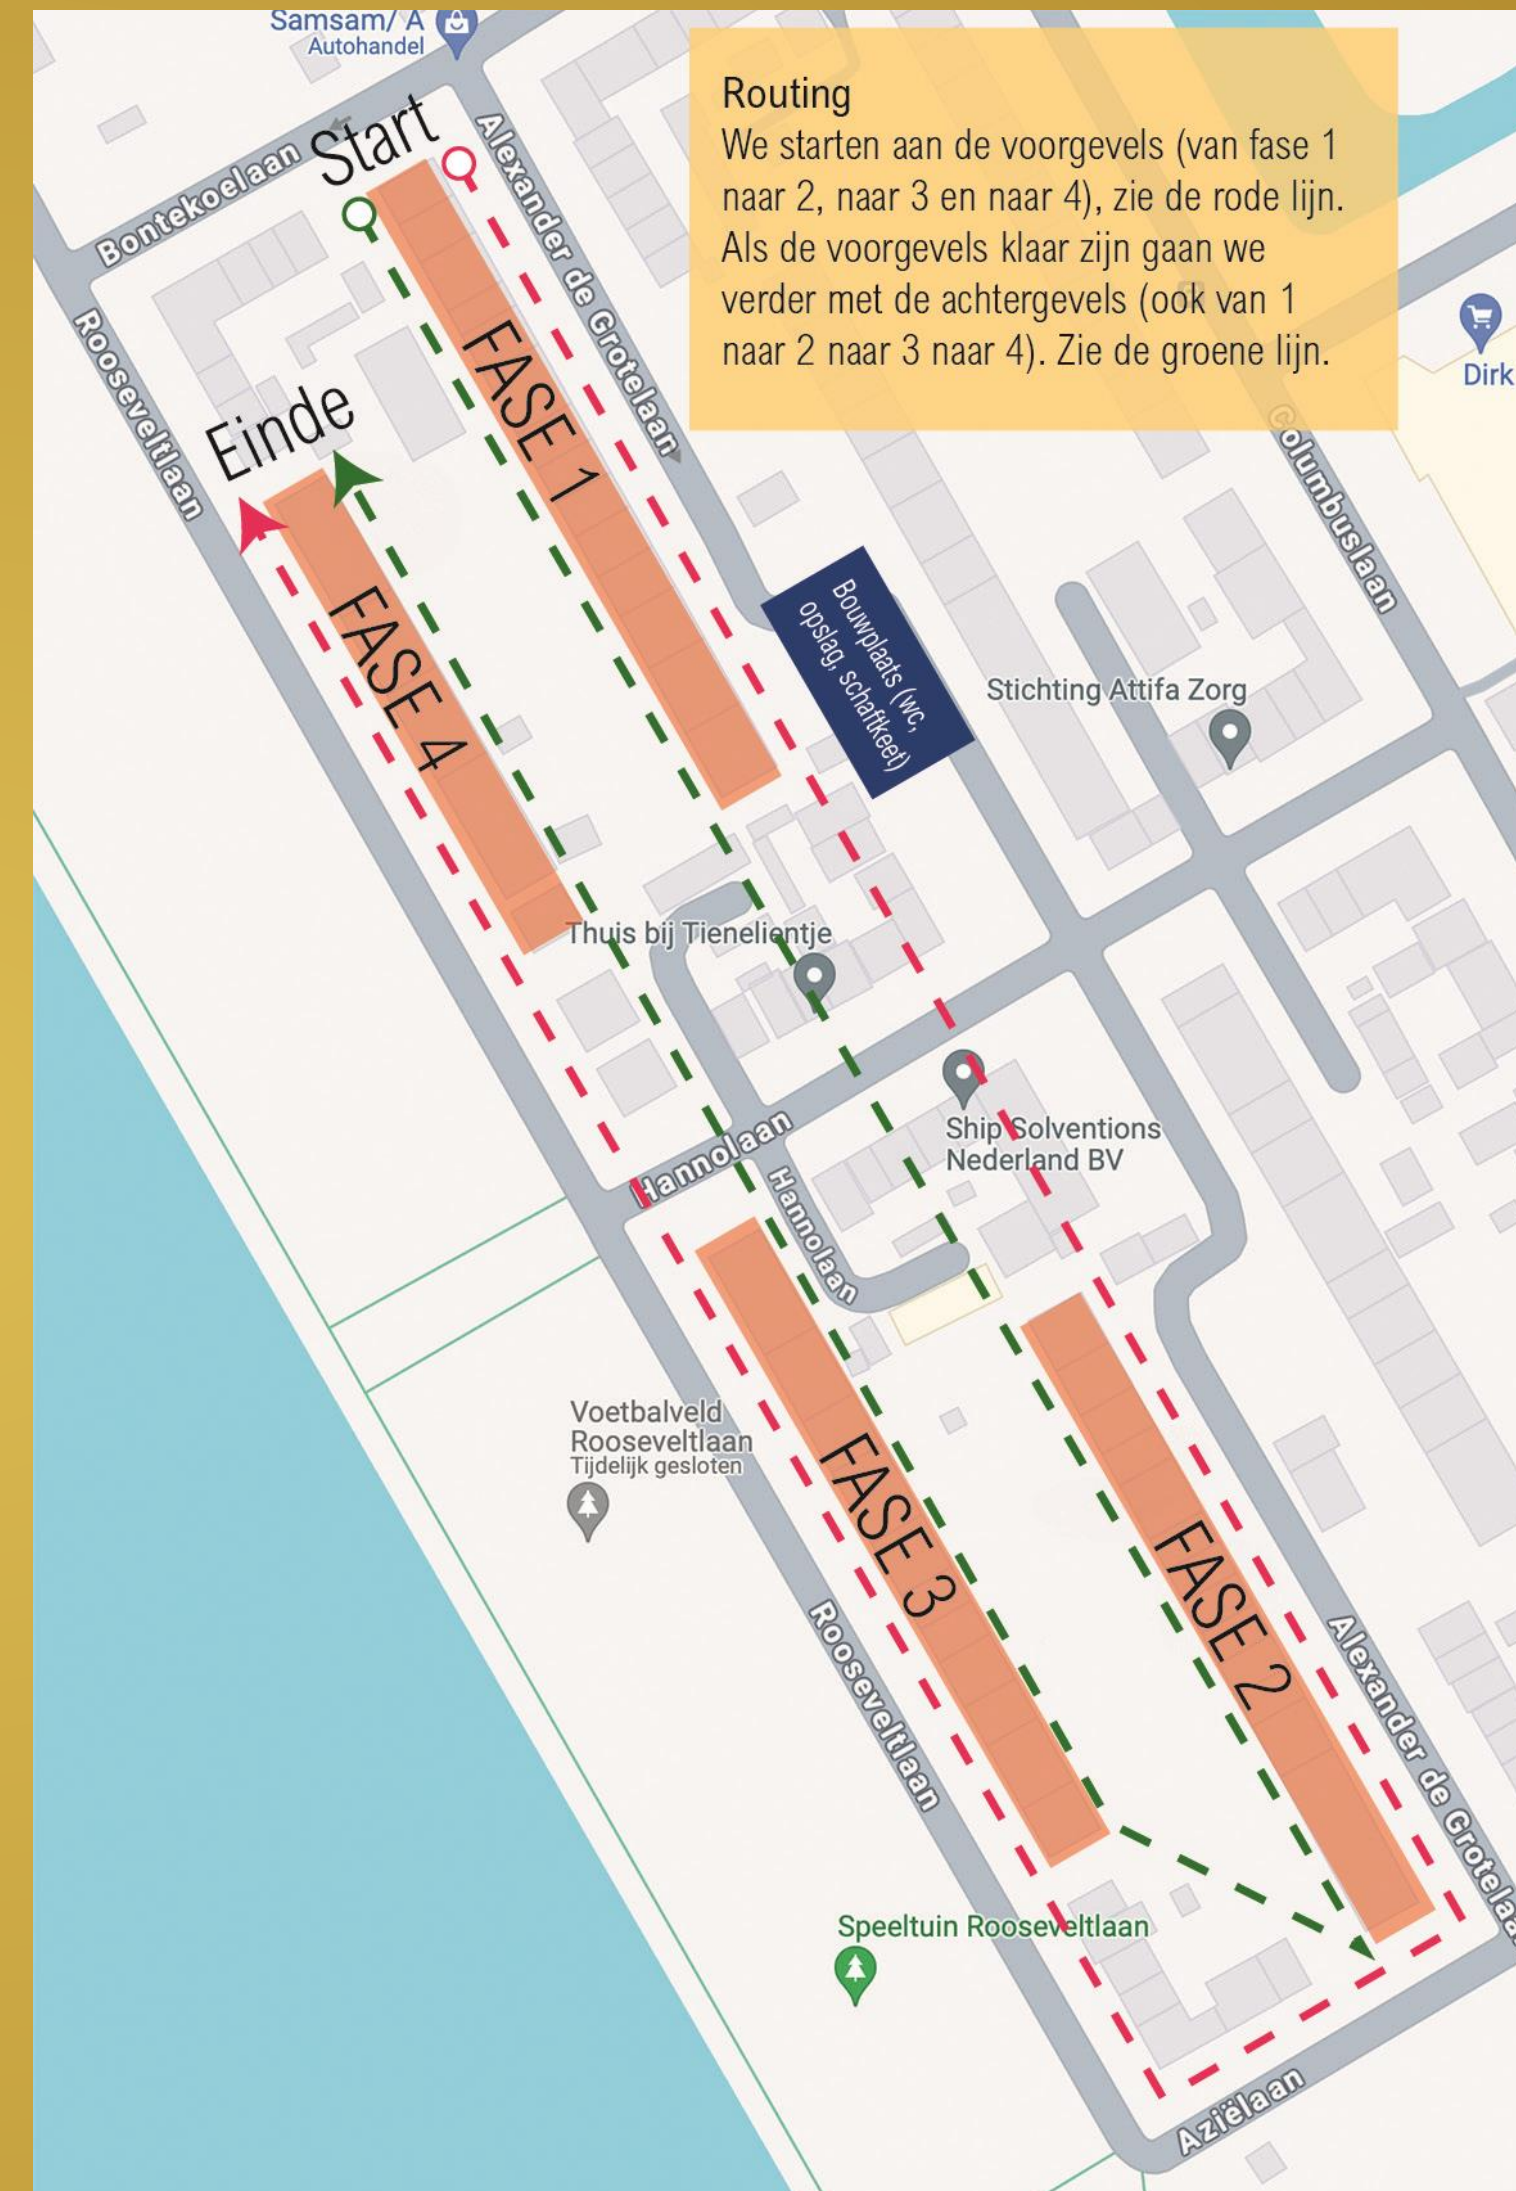 Samsam/ A
Autohandel
Routing
We starten aan de voorgevels (van fase 1
naar 2, naar 3 en naar 4), zie de rode lijn.
Als de voorgevels klaar zijn gaan we
verder met de achtergevels (ook van 1
naar 2 naar 3 naar 4). Zie de groene lijn.
Start
Bontekoelaan
Alexander de Grotelaan
Rooseveltlaan
Dirk
Einde
FASE 1
Columbuslaan
FASE 4
Bouwplaats (wc,
opslag, schaftkeet)
Stichting Attifa Zorg
Thuis bij Tienelientje
Ship Solventions
Nederland BV
Hannolaan
Hannolaan
Voetbalveld
Rooseveltlaan
Tijdelijk gesloten
FASE 3
FASE 2
Rooseveltlaan
Alexander de Grotelaa
Speeltuin Rooseveltlaan
Aziëlaan